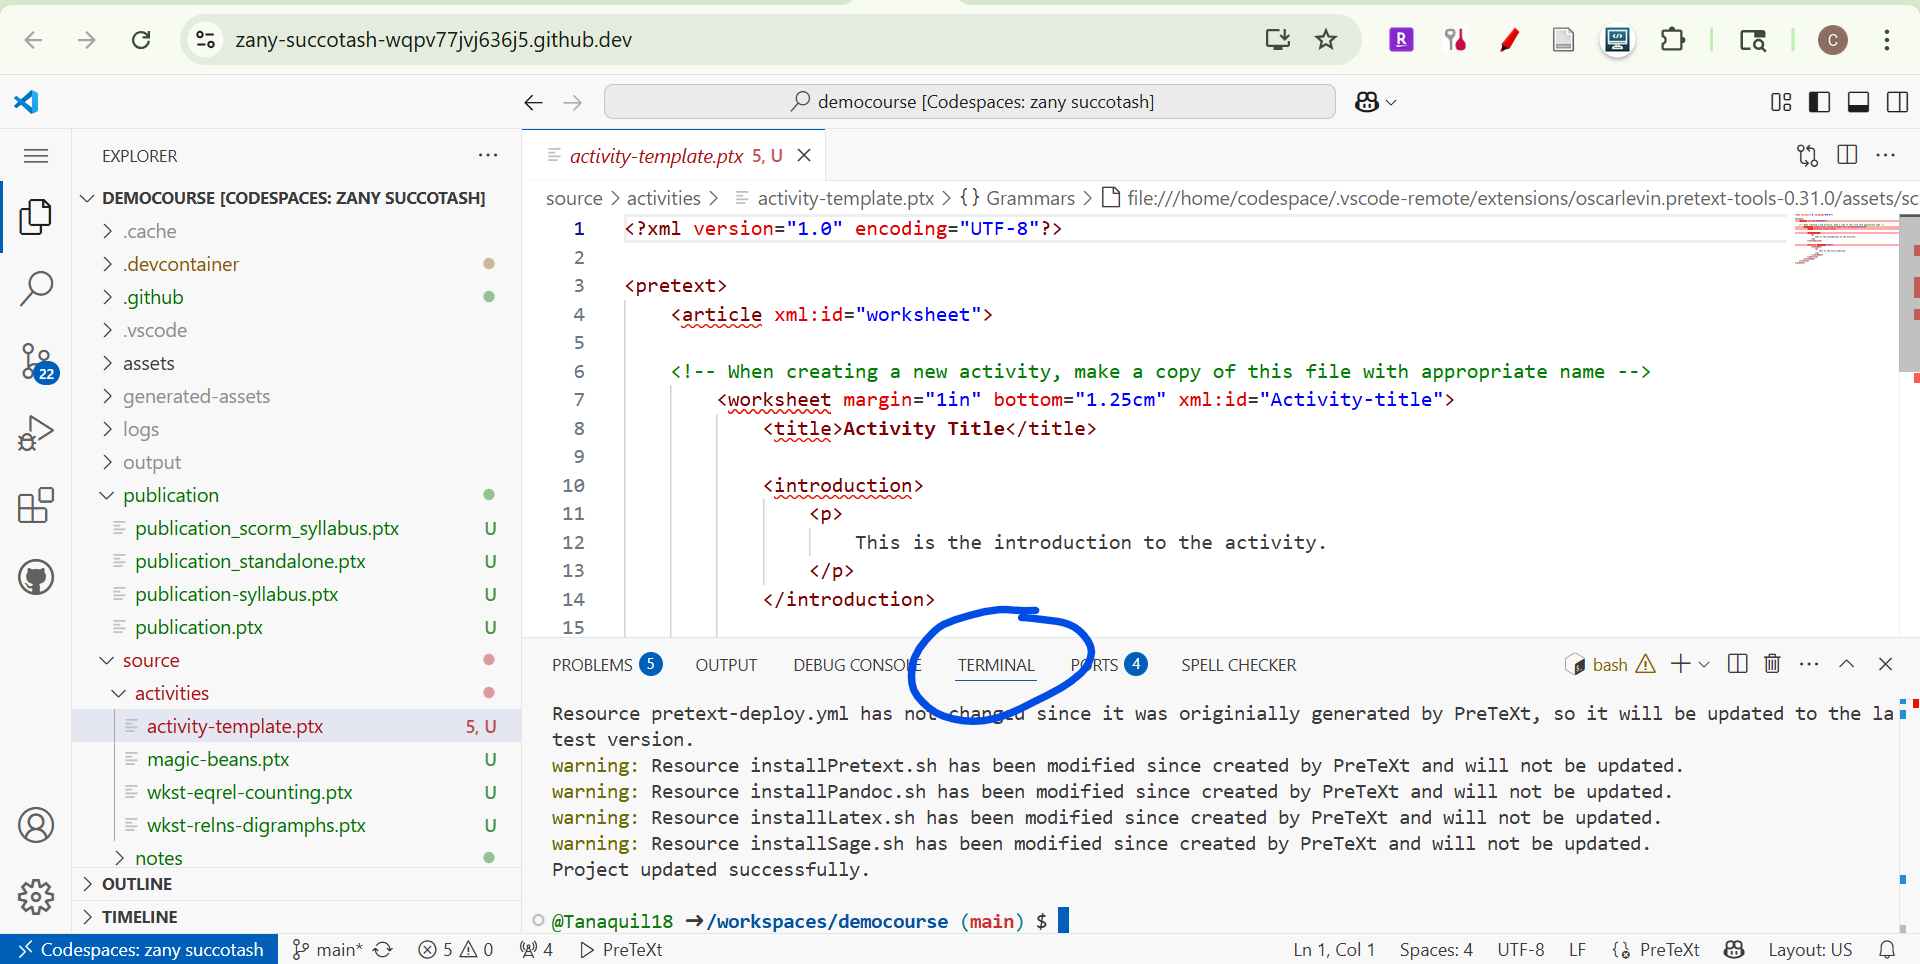 zany-succotash-wqpv77jvj636j5.github.dev
R
C
democourse [Codespaces: zany succotash]
EXPLORER
DEMOCOURSE [CODESPACES: ZANY SUCCOTASH]
.cache
.devcontainer
.github
.vscode
assets
generated-assets
logs
output
publication
publication_scorm_syllabus.ptx U
publication_standalone.ptx U
publication-syllabus.ptx U
publication.ptx U
source
activities
activity-template.ptx 5, U
magic-beans.ptx U
wkst-eqrel-counting.ptx U
wkst-relns-digramphs.ptx U
notes
OUTLINE
TIMELINE
22
activity-template.ptx 5, U
source > activities > activity-template.ptx > {} Grammars > file:///home/codespace/.vscode-remote/extensions/oscarlevin.pretext-tools-0.31.0/assets/sc
1 <?xml version="1.0" encoding="UTF-8"?>
2
3 <pretext>
4 <article xml:id="worksheet">
5
6 <!-- When creating a new activity, make a copy of this file with appropriate name -->
7 <worksheet margin="1in" bottom="1.25cm" xml:id="Activity-title">
8 <title>Activity Title</title>
9
10 <introduction>
11 <p>
12 This is the introduction to the activity.
13 </p>
14 </introduction>
15
PROBLEMS 5 OUTPUT DEBUG CONSOLE TERMINAL PORTS 4 SPELL CHECKER
bash
Resource pretext-deploy.yml has not changed since it was originially generated by PreTeXt, so it will be updated to the la
test version.
warning: Resource installPretext.sh has been modified since created by PreTeXt and will not be updated.
warning: Resource installPandoc.sh has been modified since created by PreTeXt and will not be updated.
warning: Resource installLatex.sh has been modified since created by PreTeXt and will not be updated.
warning: Resource installSage.sh has been modified since created by PreTeXt and will not be updated.
Project updated successfully.
@Tanaquil18 ➜/workspaces/democourse (main) $
Codespaces: zany succotash main* 5 0 4 PreTeXt Ln 1, Col 1 Spaces: 4 UTF-8 LF PreTeXt Layout: US